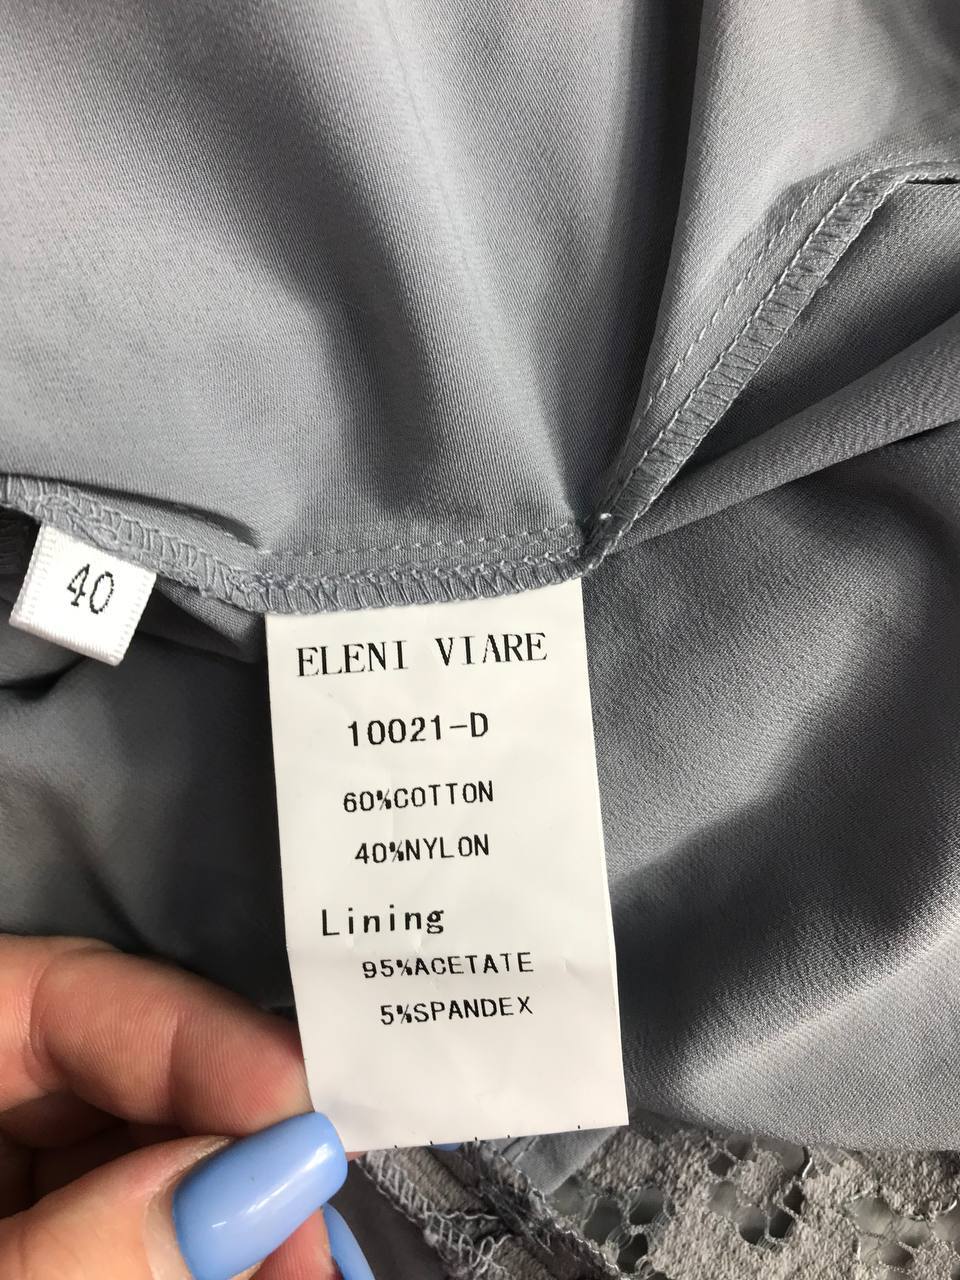 40
ELENI VIARE
10021-D
60%COTTON
40%NYLON
Lining
95%ACETATE
5%SPANDEX